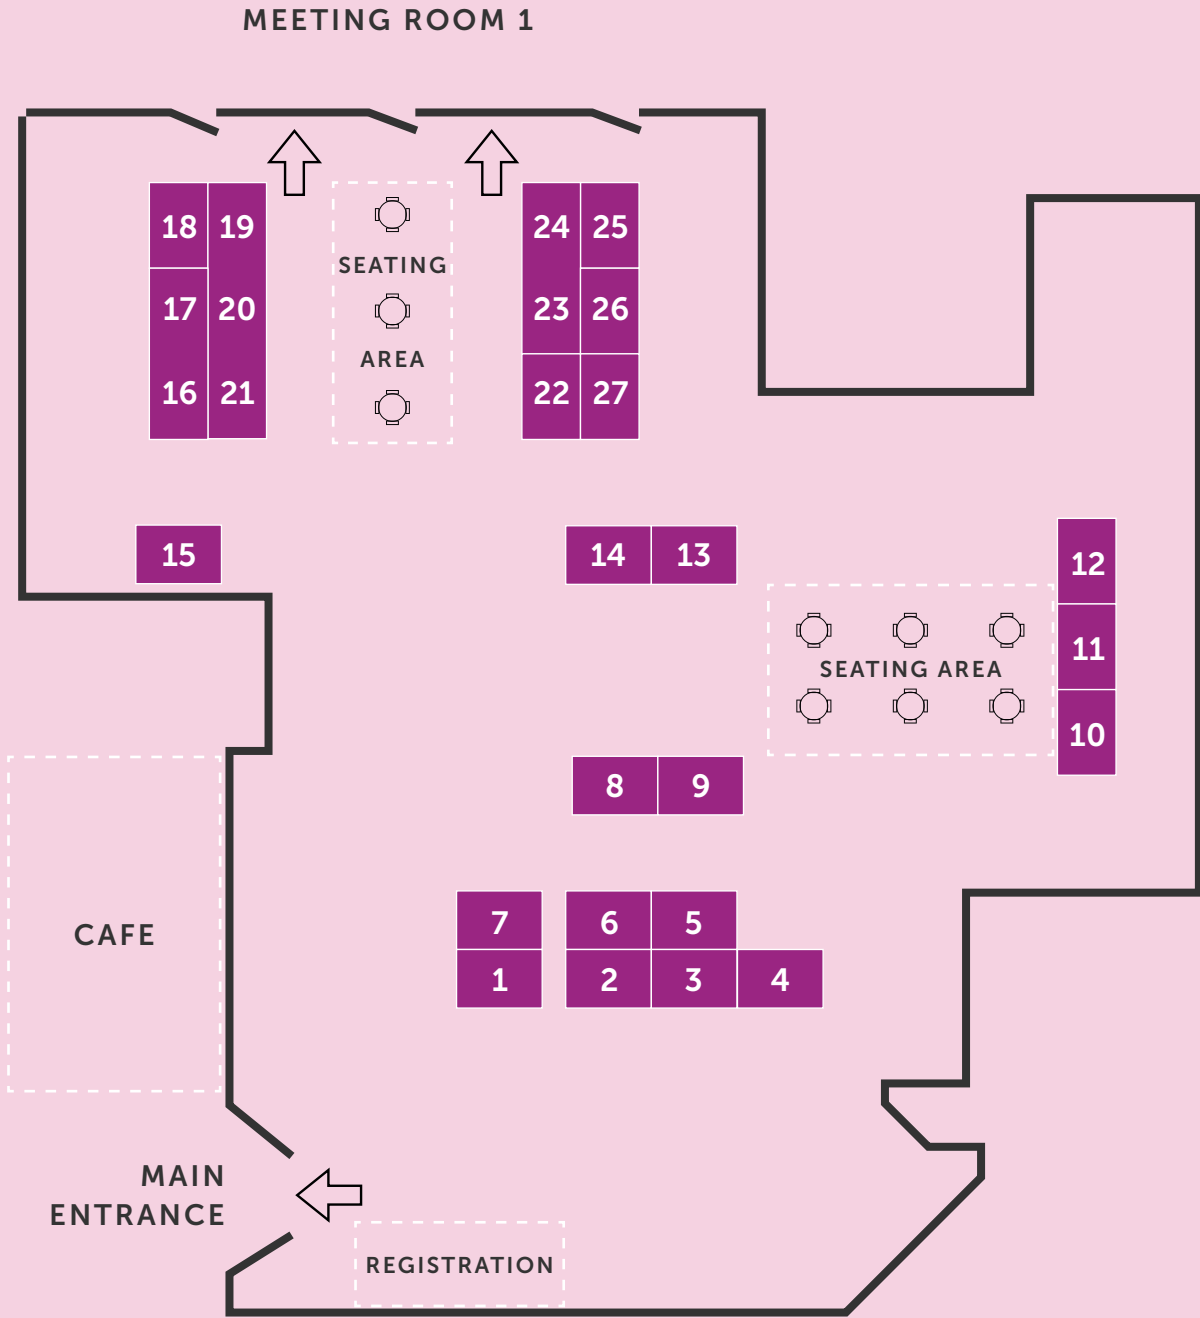 MEETING ROOM 1
18 19 24 25
SEATING
17 20 23 26
AREA
16 21 22 27
15 14 13 12
11
SEATING AREA
10
8 9
7 6 5
CAFE
1 2 3 4
MAIN
ENTRANCE
REGISTRATION